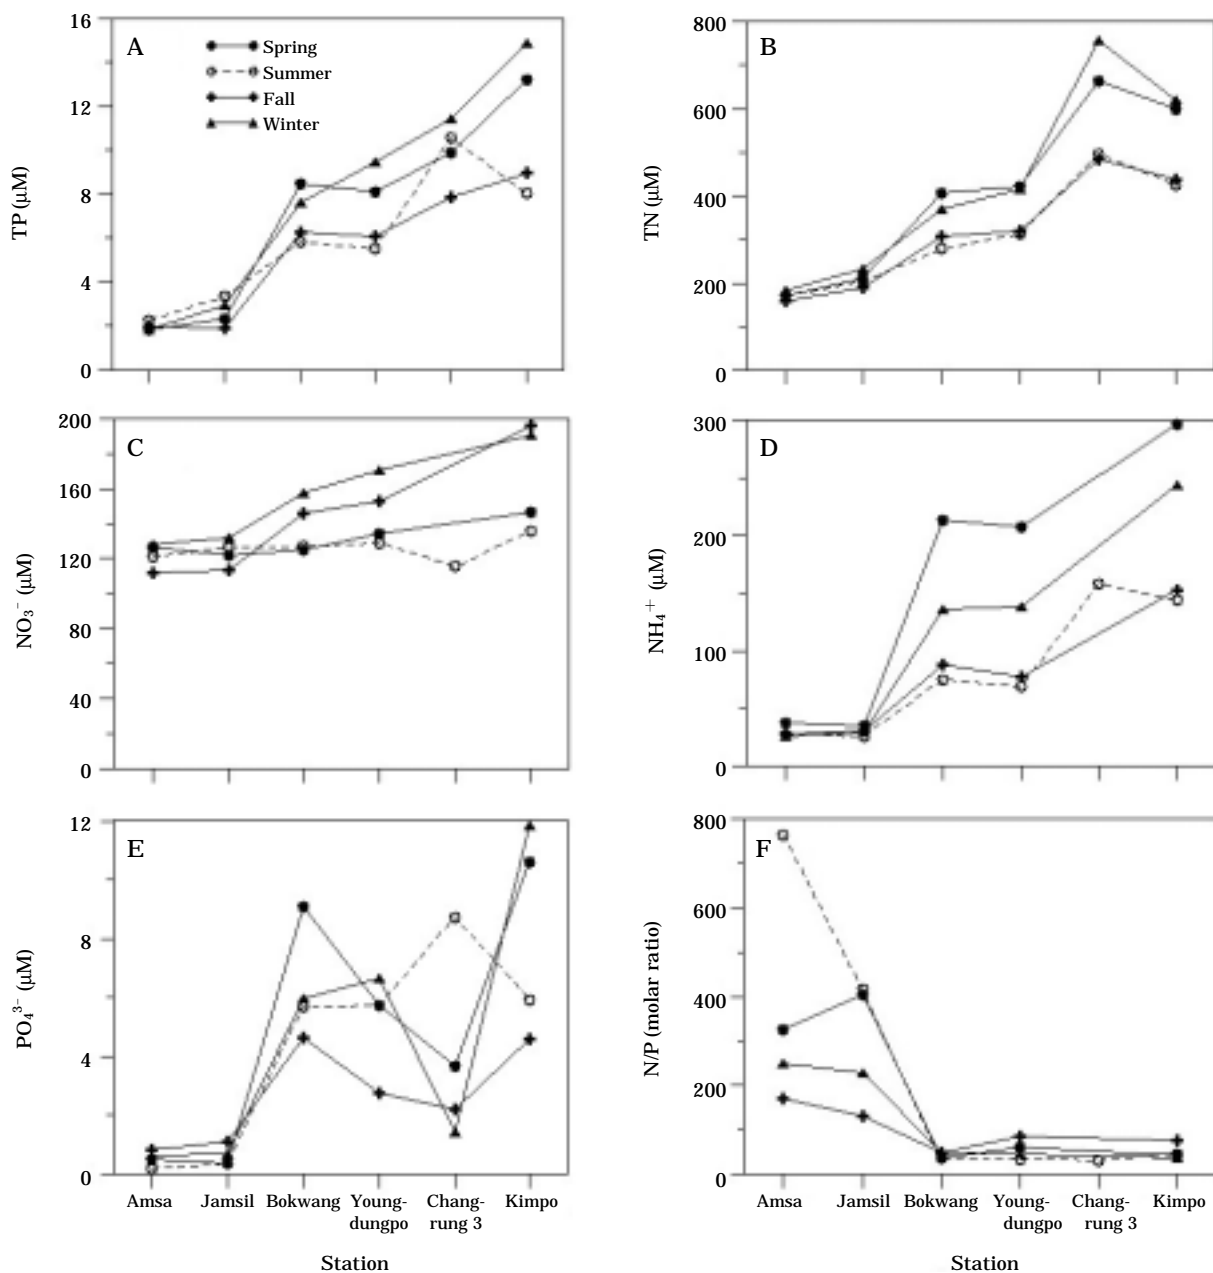 A
Spring
Summer
Fall
Winter
TP (μM)
16
12
8
4
0
B
TN (μM)
800
600
400
200
0
C
NO₃⁻ (μM)
200
160
120
80
40
0
D
NH₄⁺ (μM)
300
200
100
0
E
PO₄³⁻ (μM)
12
8
4
0
Amsa Jamsil Bokwang Young- Chang- Kimpo
dungpo rung 3
Station
F
N/P (molar ratio)
800
600
400
200
0
Amsa Jamsil Bokwang Young- Chang- Kimpo
dungpo rung 3
Station